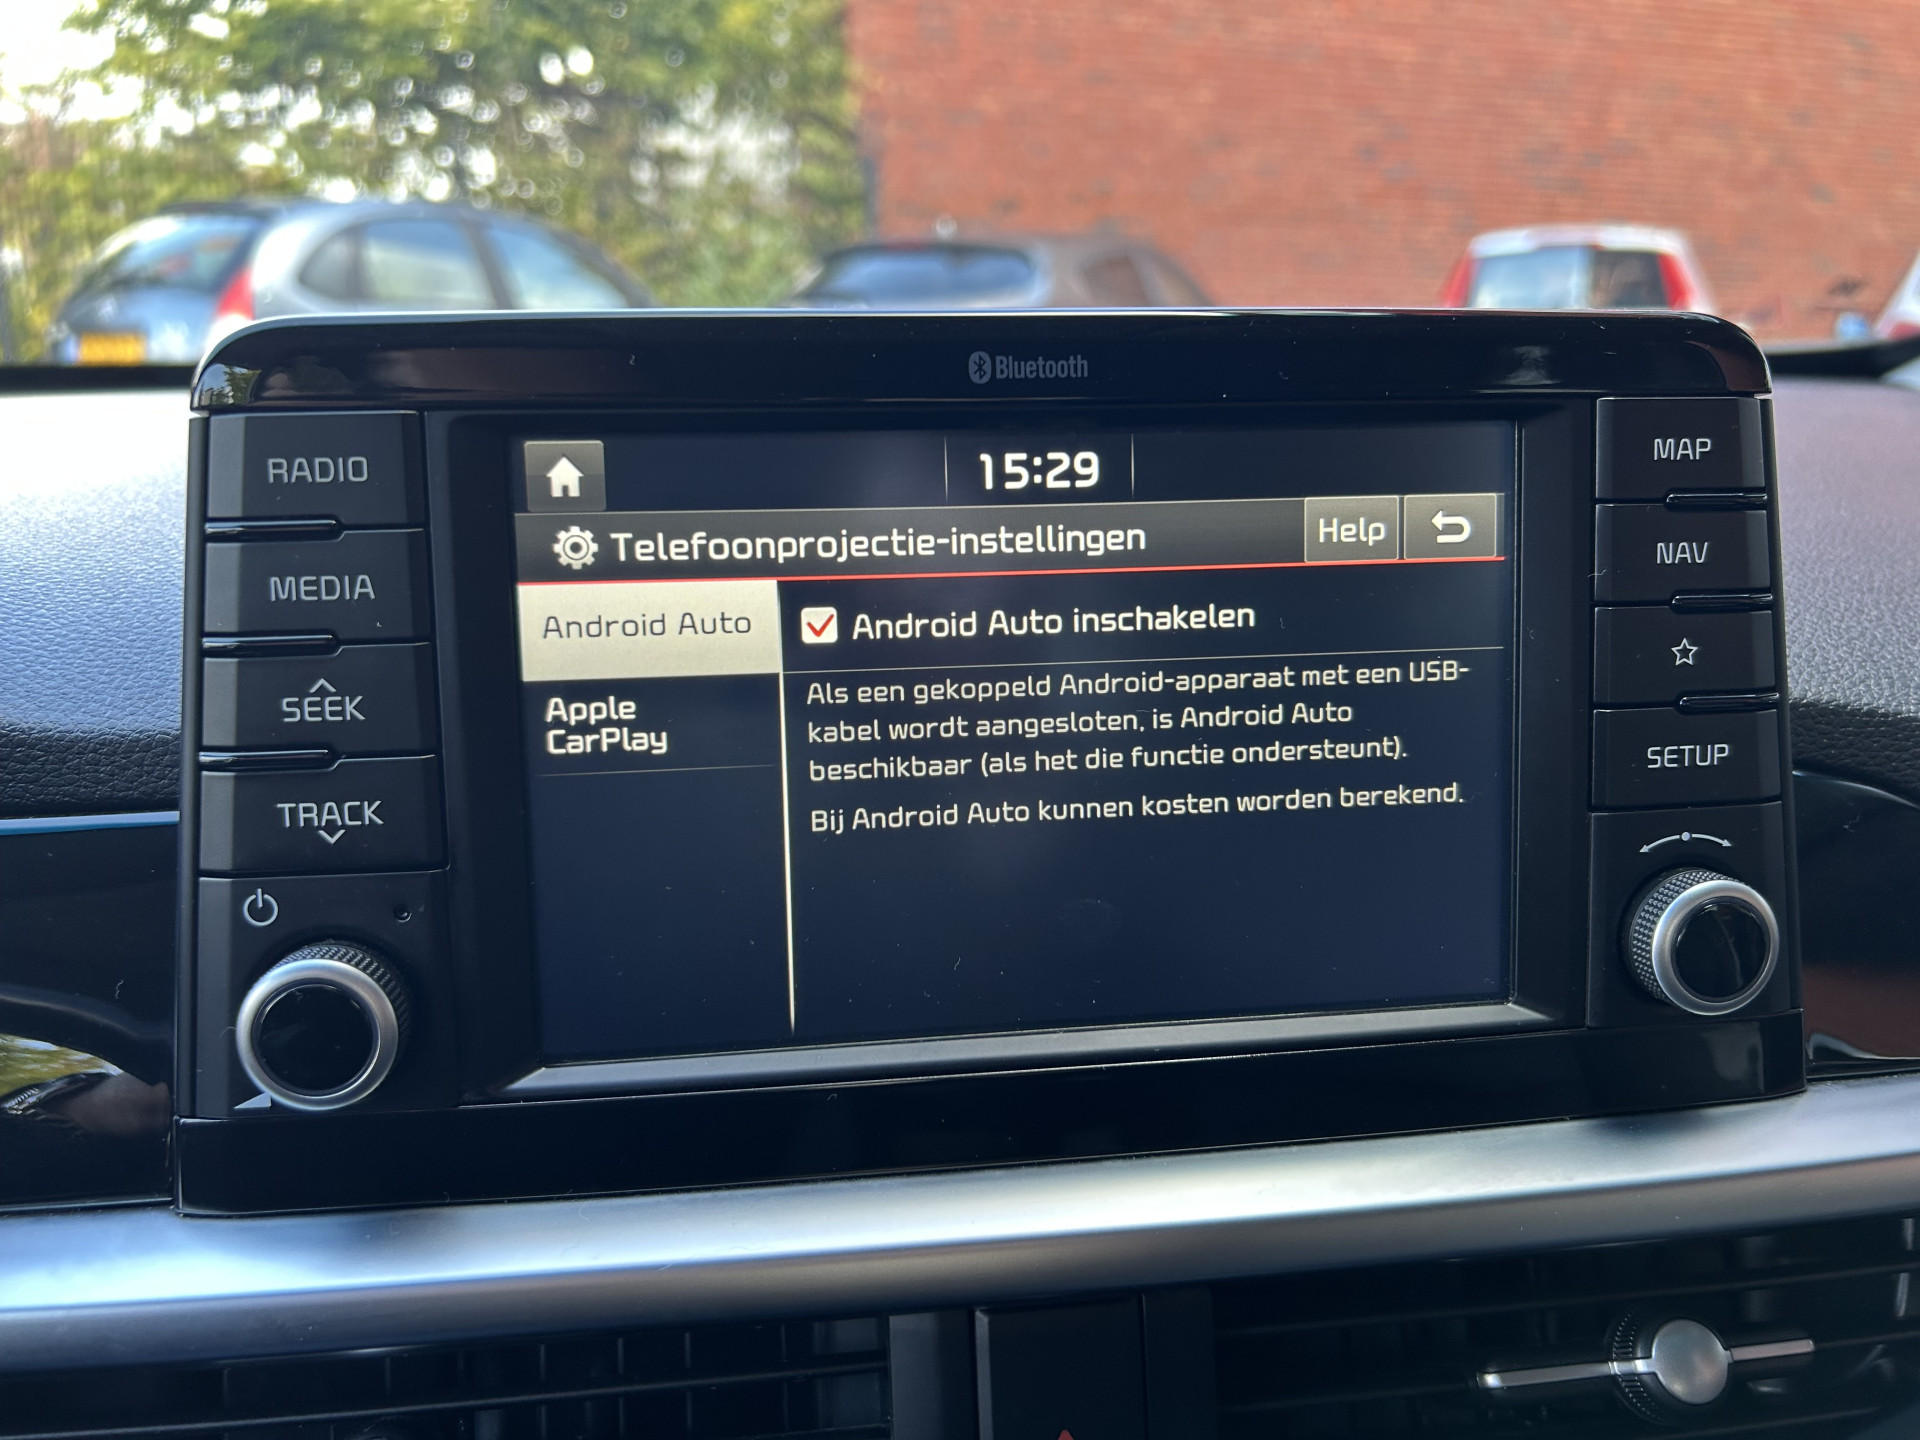 Bluetooth
RADIO
MEDIA
SEEK
TRACK
15:29
Telefoonprojectie-instellingen
Help
Android Auto
Apple
CarPlay
Android Auto inschakelen
Als een gekoppeld Android-apparaat met een USB-
kabel wordt aangesloten, is Android Auto
beschikbaar (als het die functie ondersteunt).
Bij Android Auto kunnen kosten worden berekend.
MAP
NAV
SETUP